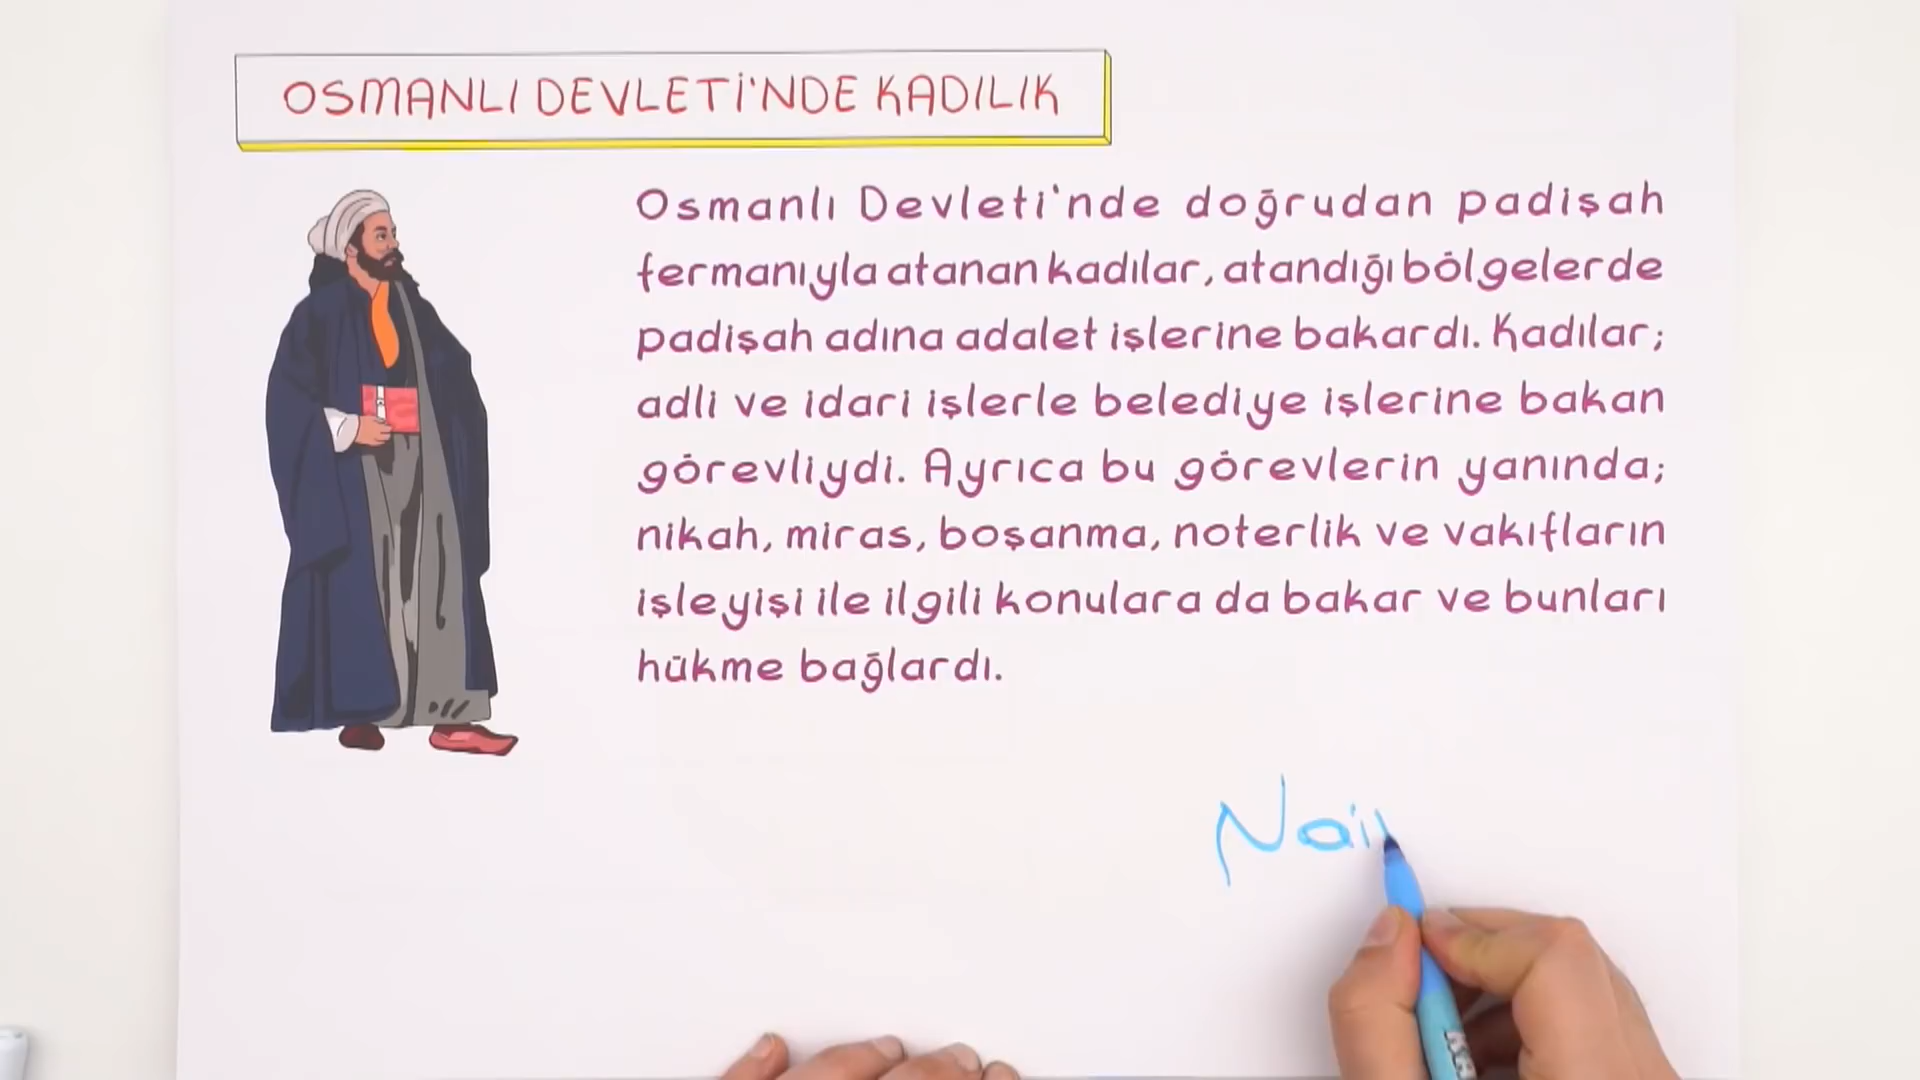 OSMANLI DEVLETİ'NDE KADILIK
Osmanlı Devleti'nde doğrudan padişah
fermanıyla atanan kadılar, atandığı bölgelerde
padişah adına adalet işlerine bakardı. Kadılar;
adli ve idari işlerle belediye işlerine bakan
görevliydi. Ayrıca bu görevlerin yanında;
nikah, miras, boşanma, noterlik ve vakıfların
işleyişi ile ilgili konulara da bakar ve bunları
hükme bağlardı.